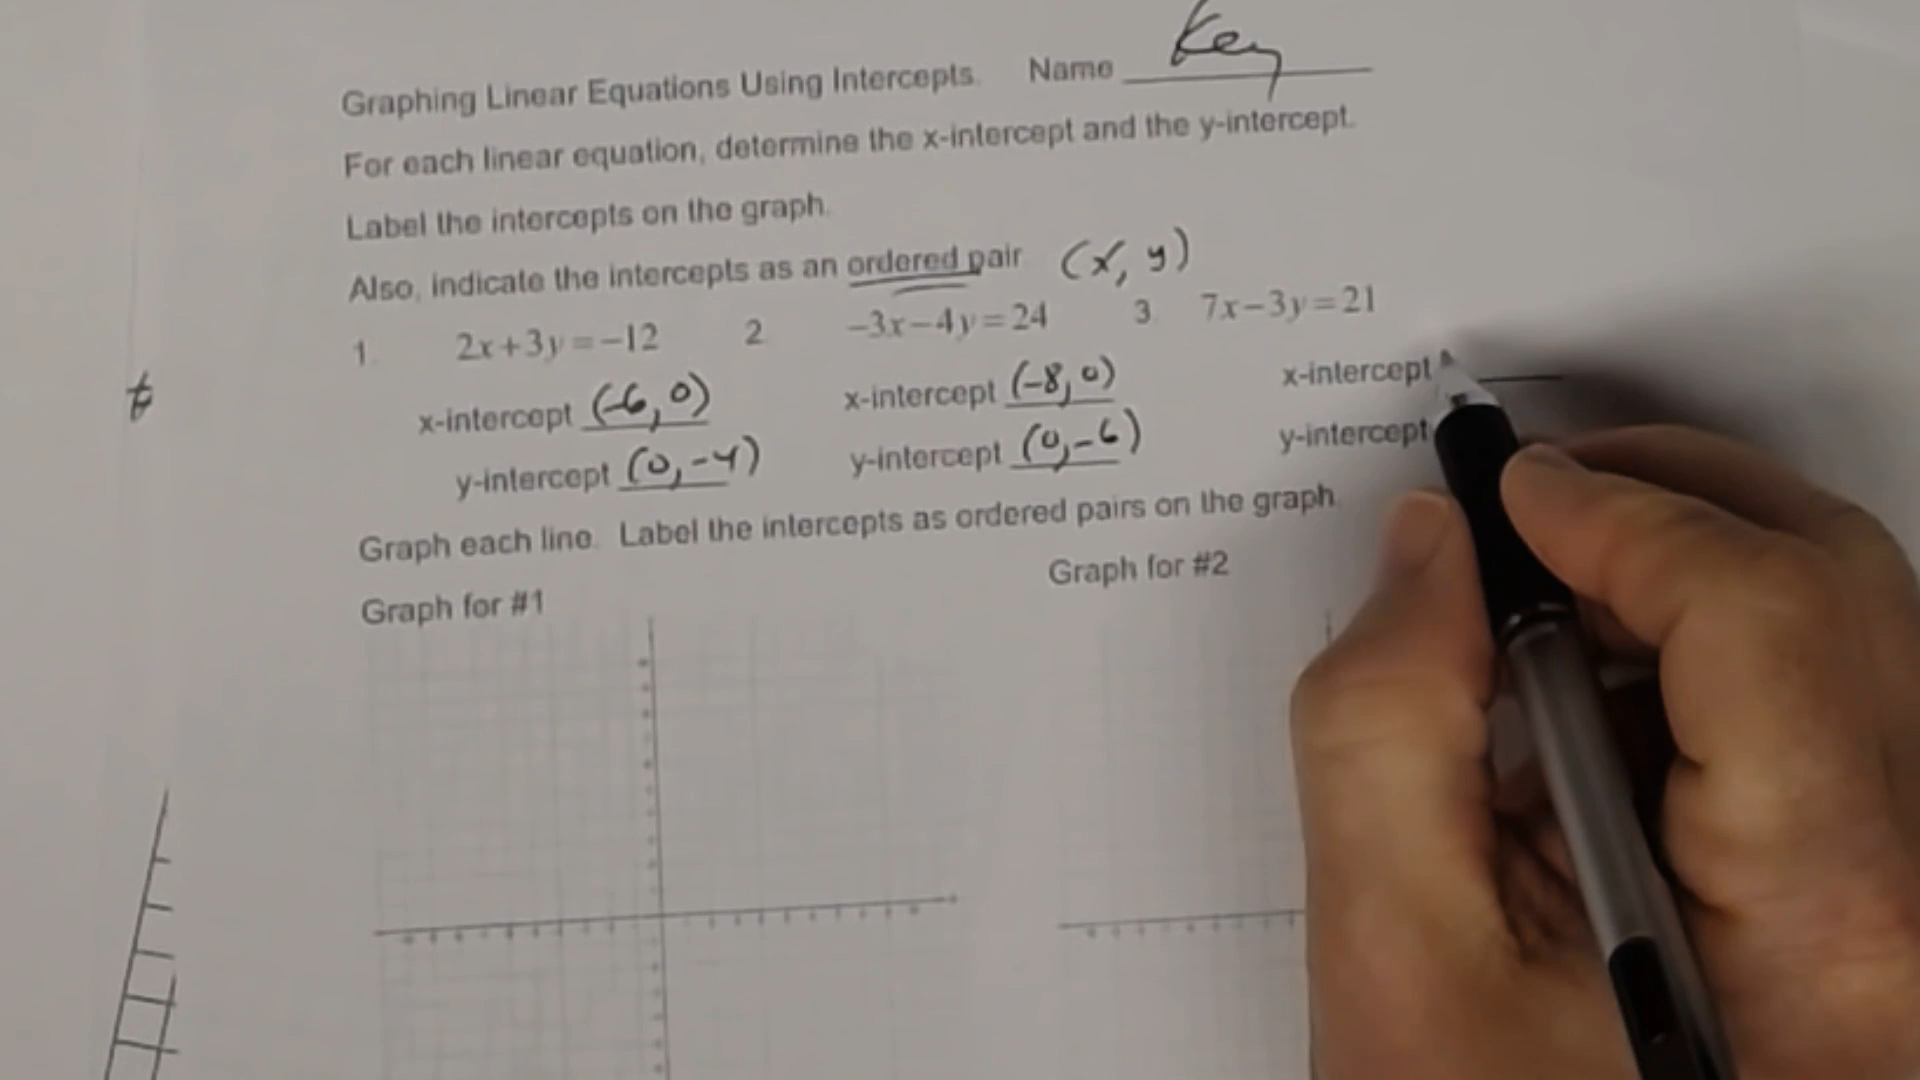 Graphing Linear Equations Using Intercepts. Name Key
For each linear equation, determine the x-intercept and the y-intercept.
Label the intercepts on the graph.
Also, indicate the intercepts as an ordered pair (x, y)
1. 2x+3y=-12 2. -3x-4y=24 3. 7x-3y=21
x-intercept (-6, 0) x-intercept (-8, 0) x-intercept
y-intercept (0, -4) y-intercept (0, -6) y-intercept
Graph each line. Label the intercepts as ordered pairs on the graph.
Graph for #1 Graph for #2